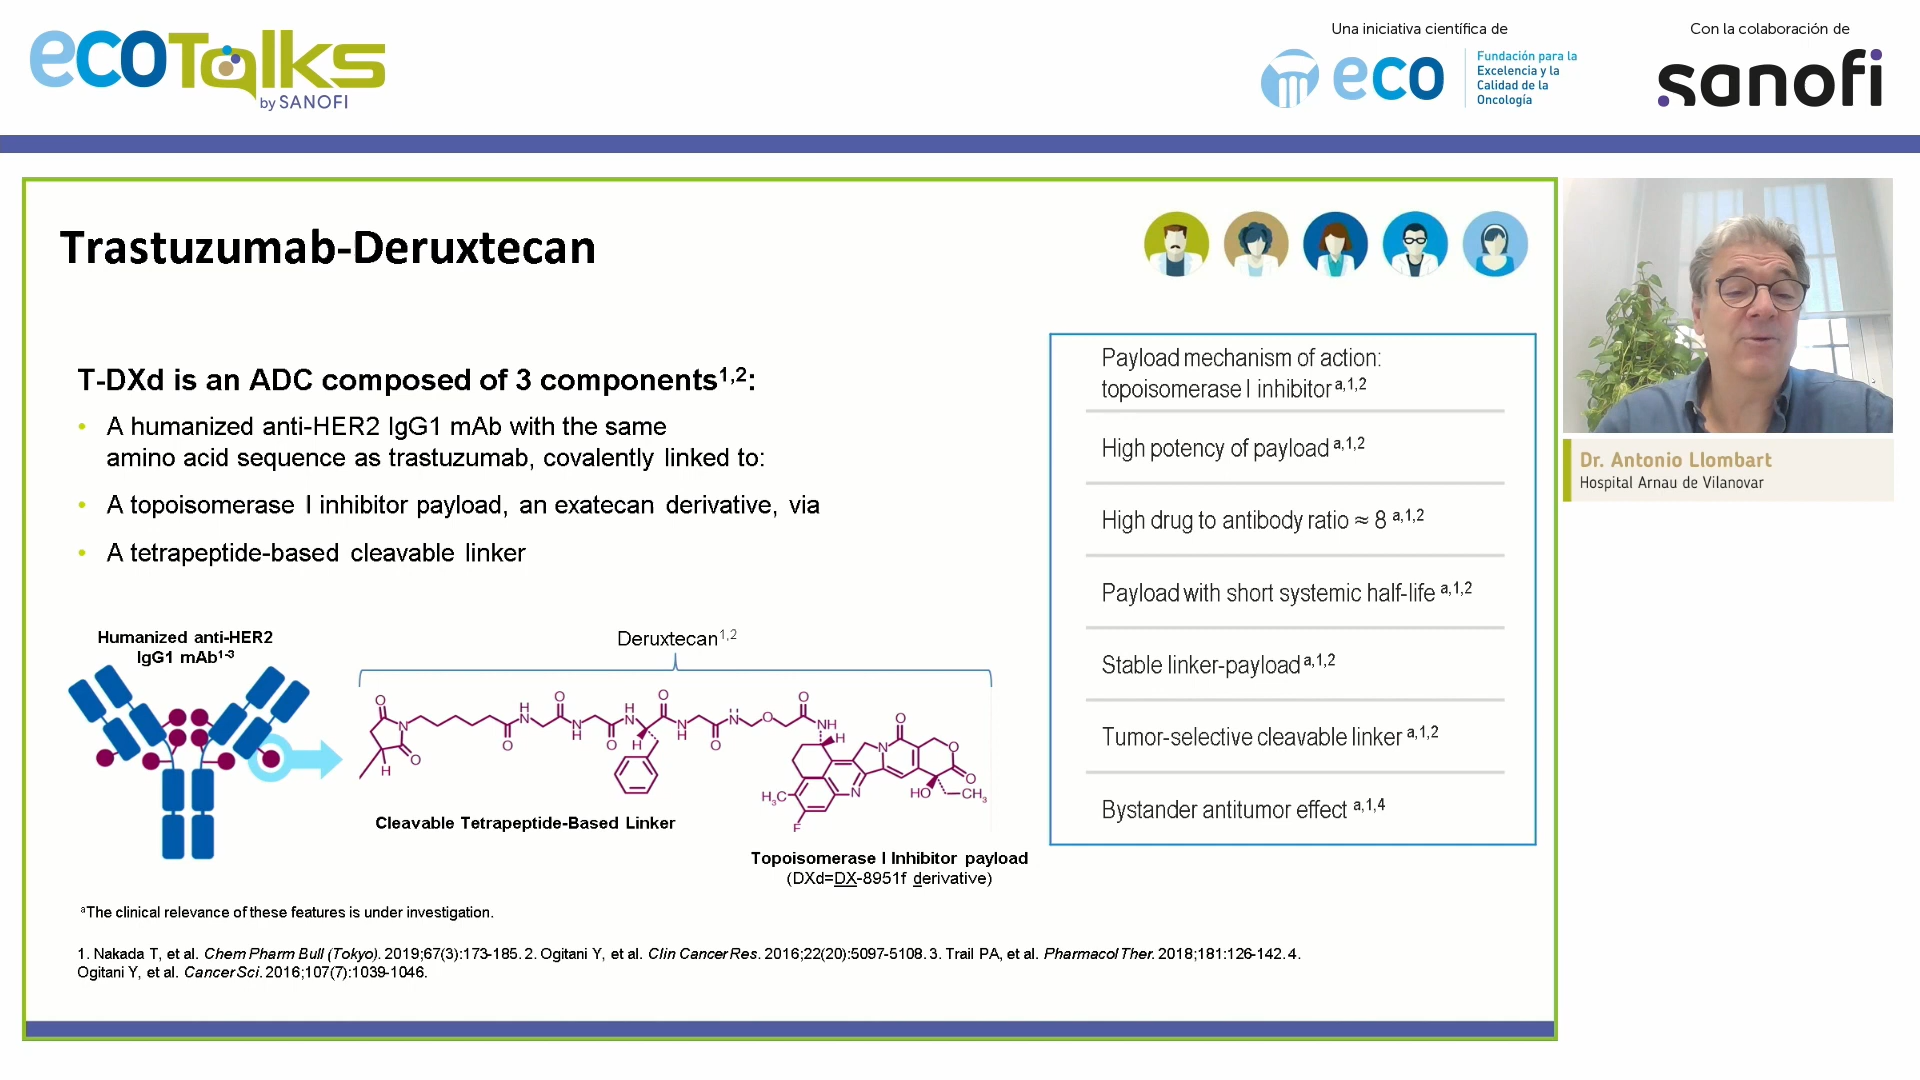 ecoTalks
by SANOFI
Una iniciativa científica de
eco
Fundación para la
Excelencia y la
Calidad de la
Oncología
Con la colaboración de
sanofi
Trastuzumab-Deruxtecan
T-DXd is an ADC composed of 3 components1,2:
• A humanized anti-HER2 IgG1 mAb with the same
amino acid sequence as trastuzumab, covalently linked to:
• A topoisomerase I inhibitor payload, an exatecan derivative, via
• A tetrapeptide-based cleavable linker
Humanized anti-HER2
IgG1 mAb1-3
Deruxtecan1,2
O
N
O
H
O
H
N
O
N
H
O
H
N
H
O
N
H
O
H
N
O
O
NH
H
N
O
O
O
HO
CH3
N
H3C
F
Cleavable Tetrapeptide-Based Linker
Topoisomerase I Inhibitor payload
(DXd=DX-8951f derivative)
Payload mechanism of action:
topoisomerase I inhibitor a,1,2
High potency of payload a,1,2
High drug to antibody ratio ≈ 8 a,1,2
Payload with short systemic half-life a,1,2
Stable linker-payload a,1,2
Tumor-selective cleavable linker a,1,2
Bystander antitumor effect a,1,4
aThe clinical relevance of these features is under investigation.
1. Nakada T, et al. Chem Pharm Bull (Tokyo). 2019;67(3):173-185. 2. Ogitani Y, et al. Clin Cancer Res. 2016;22(20):5097-5108. 3. Trail PA, et al. Pharmacol Ther. 2018;181:126-142. 4.
Ogitani Y, et al. Cancer Sci. 2016;107(7):1039-1046.
Dr. Antonio Llombart
Hospital Arnau de Vilanovar